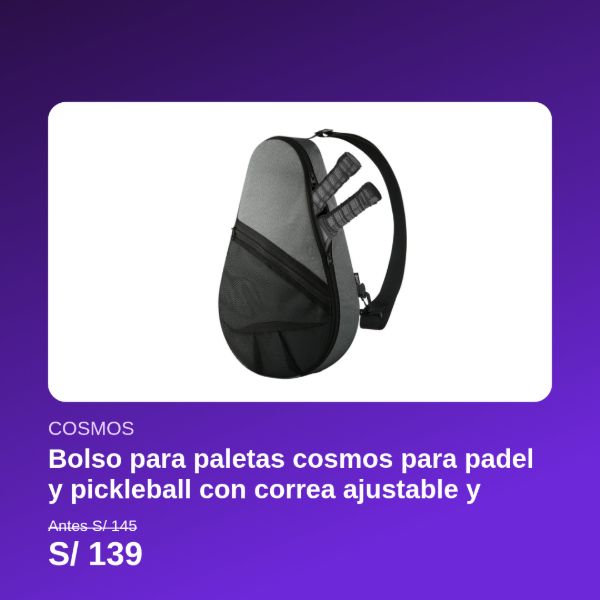 COSMOS
Bolso para paletas cosmos para padel
y pickleball con correa ajustable y
Antes S/ 145
S/ 139